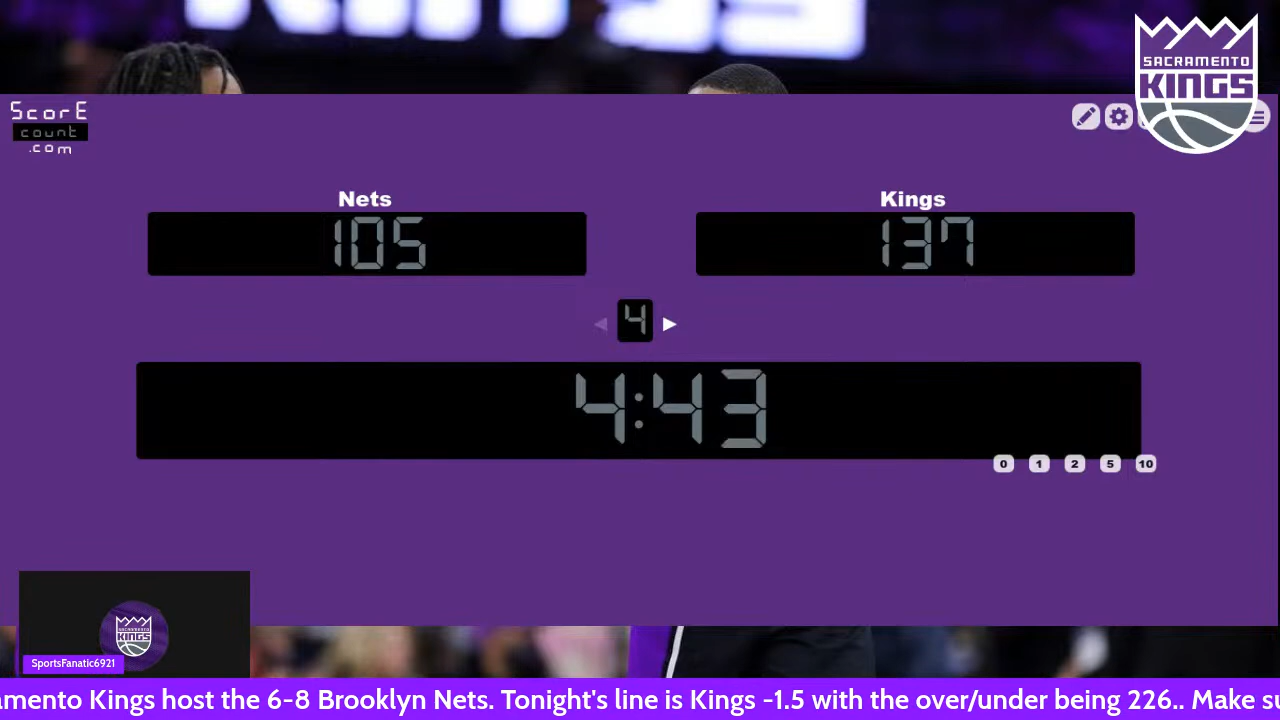 ScorE
count
.com
SACRAMENTO
KINGS
Nets
Kings
105
137
4
4:43
0 1 2 5 10
SACRAMENTO
KINGS
SportsFanatic6921
amento Kings host the 6-8 Brooklyn Nets. Tonight's line is Kings -1.5 with the over/under being 226.. Make su